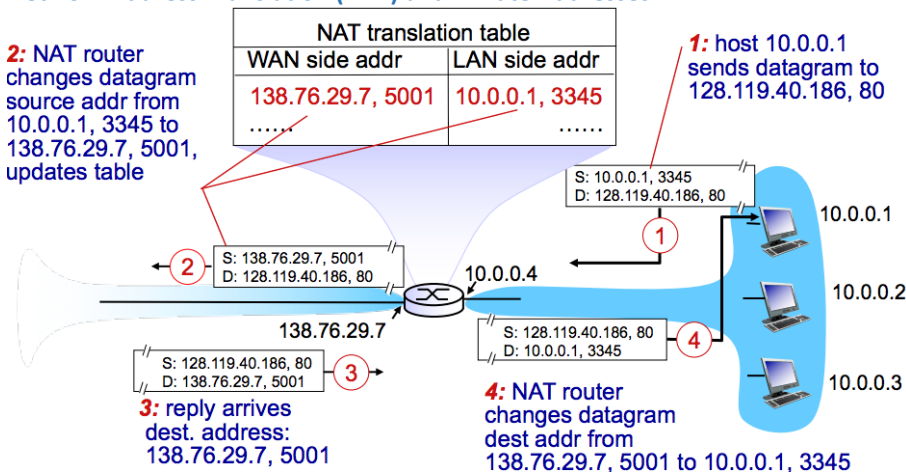 2: NAT router
changes datagram
source addr from
10.0.0.1, 3345 to
138.76.29.7, 5001,
updates table
NAT translation table
WAN side addr LAN side addr
138.76.29.7, 5001 10.0.0.1, 3345
...... ......
1: host 10.0.0.1
sends datagram to
128.119.40.186, 80
S: 10.0.0.1, 3345
D: 128.119.40.186, 80
1
10.0.0.1
S: 138.76.29.7, 5001
D: 128.119.40.186, 80
2
10.0.0.4
10.0.0.2
138.76.29.7
S: 128.119.40.186, 80
D: 10.0.0.1, 3345
4
S: 128.119.40.186, 80
D: 138.76.29.7, 5001
3
10.0.0.3
3: reply arrives
dest. address:
138.76.29.7, 5001
4: NAT router
changes datagram
dest addr from
138.76.29.7, 5001 to 10.0.0.1, 3345